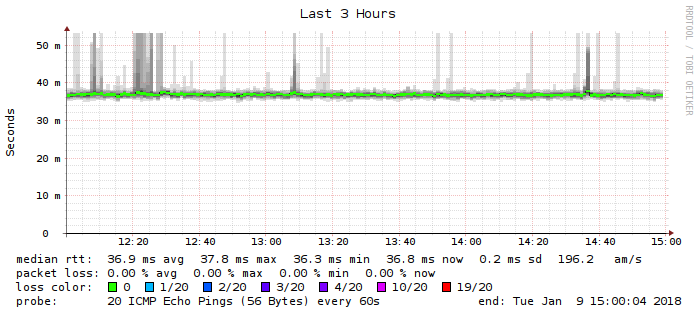 Last 3 Hours
RRDTOOL / TOBI OETIKER
Seconds
50 m
40 m
30 m
20 m
10 m
0
12:20 12:40 13:00 13:20 13:40 14:00 14:20 14:40 15:00
median rtt: 36.9 ms avg 37.8 ms max 36.3 ms min 36.8 ms now 0.2 ms sd 196.2 am/s
packet loss: 0.00 % avg 0.00 % max 0.00 % min 0.00 % now
loss color: 0 1/20 2/20 3/20 4/20 10/20 19/20
probe: 20 ICMP Echo Pings (56 Bytes) every 60s end: Tue Jan 9 15:00:04 2018